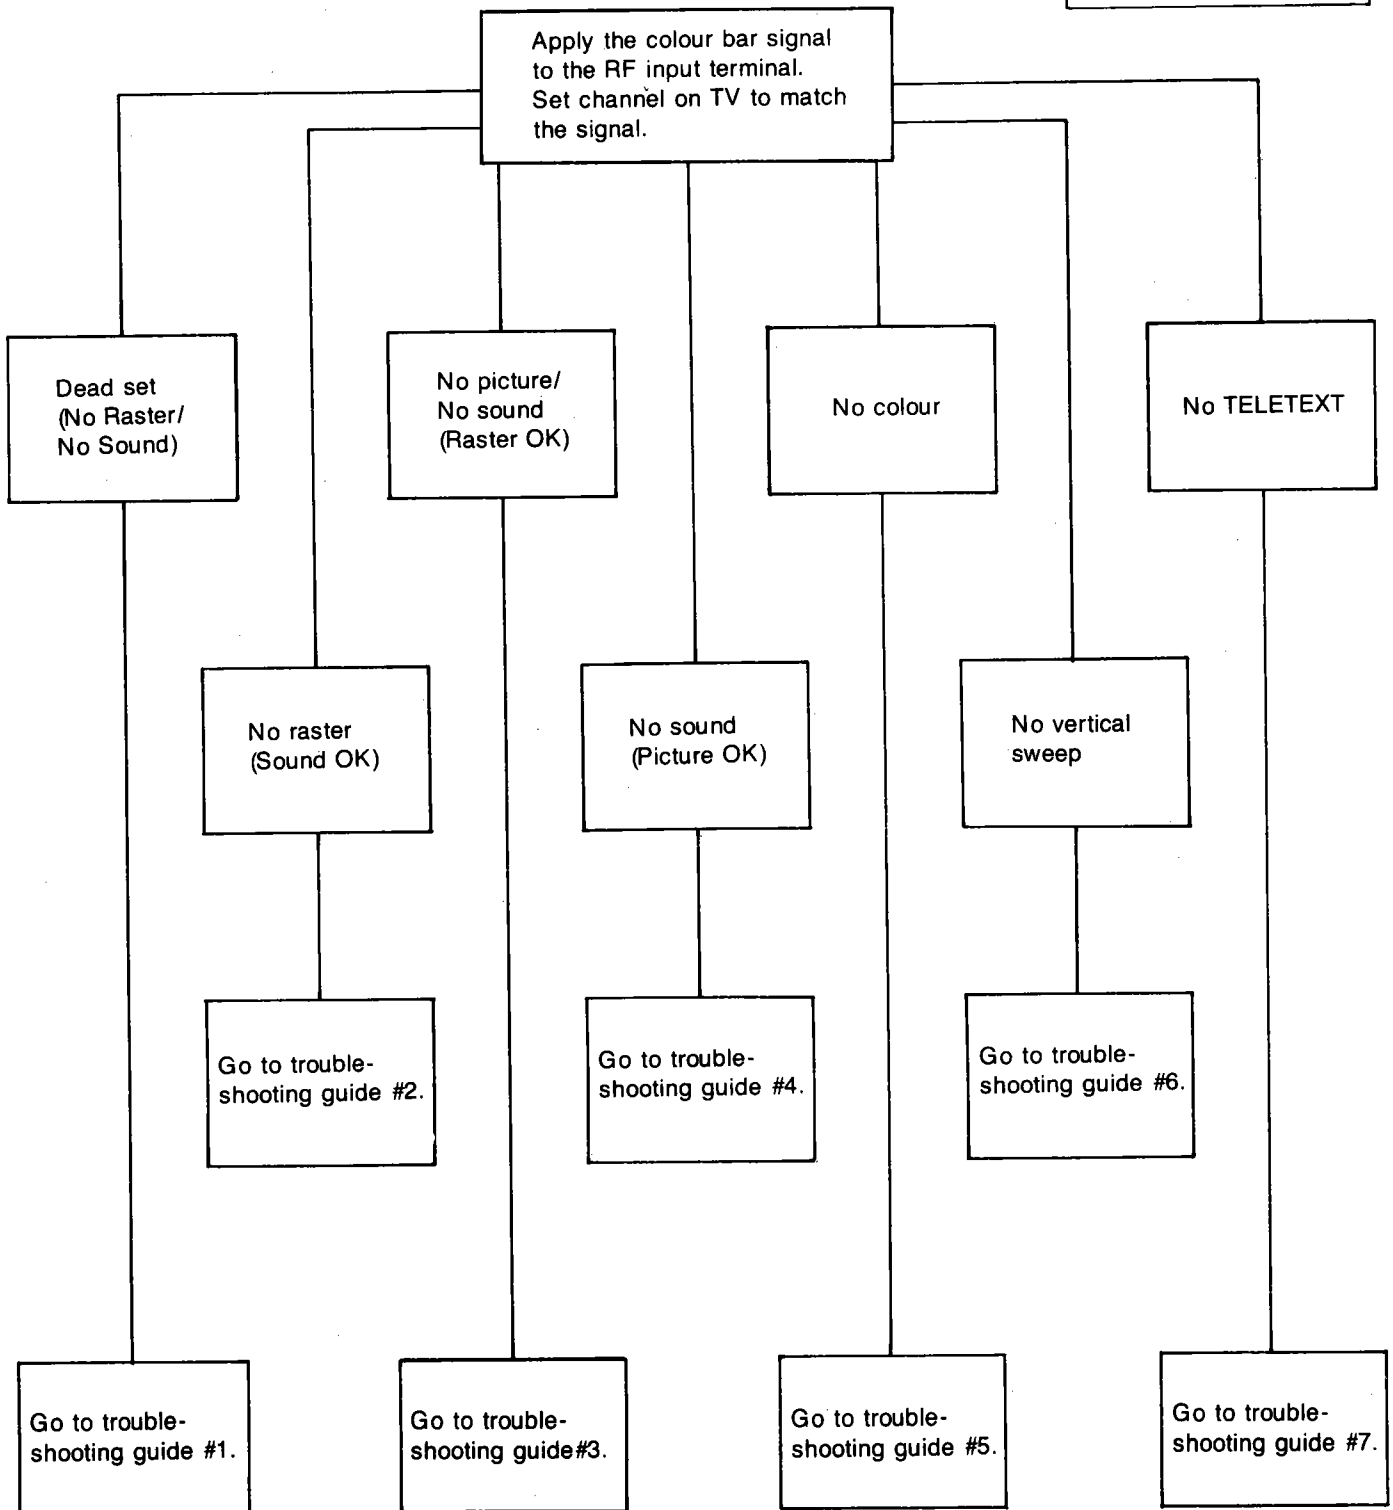 Apply the colour bar signal
to the RF input terminal.
Set channel on TV to match
the signal.
Dead set
(No Raster/
No Sound)
No picture/
No sound
(Raster OK)
No colour
No TELETEXT
No raster
(Sound OK)
No sound
(Picture OK)
No vertical
sweep
Go to trouble-
shooting guide #2.
Go to trouble-
shooting guide #4.
Go to trouble-
shooting guide #6.
Go to trouble-
shooting guide #1.
Go to trouble-
shooting guide#3.
Go to trouble-
shooting guide #5.
Go to trouble-
shooting guide #7.